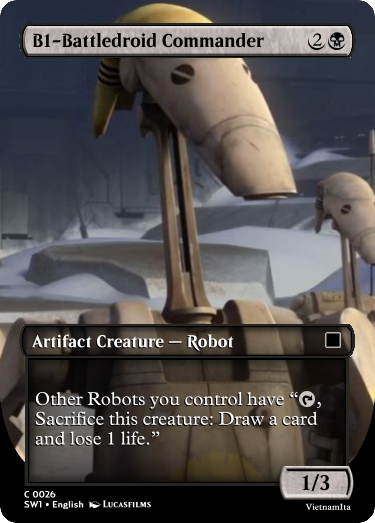 B1-Battledroid Commander 2
Artifact Creature — Robot
Other Robots you control have “T,
Sacrifice this creature: Draw a card
and lose 1 life.”
1/3
C 0026
SW1 • English LUCASFILMS
VietnamIta